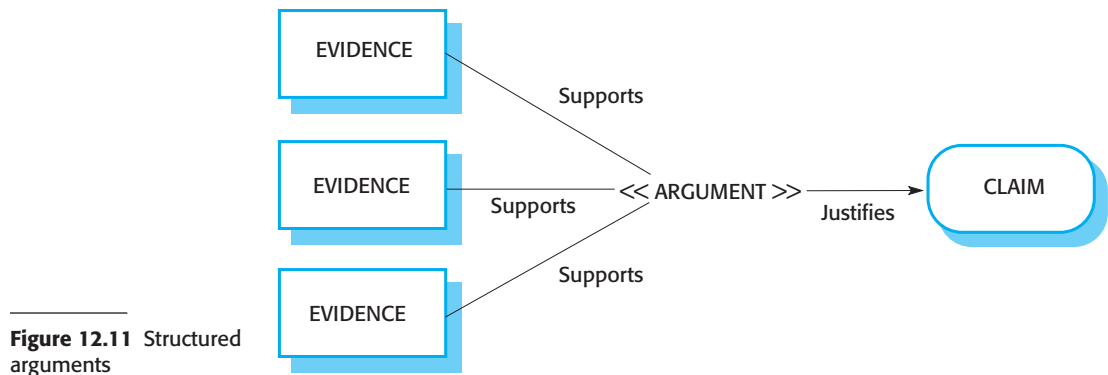 EVIDENCE
Supports
EVIDENCE
Supports
<< ARGUMENT >>
Justifies
CLAIM
Supports
EVIDENCE
Figure 12.11 Structured
arguments